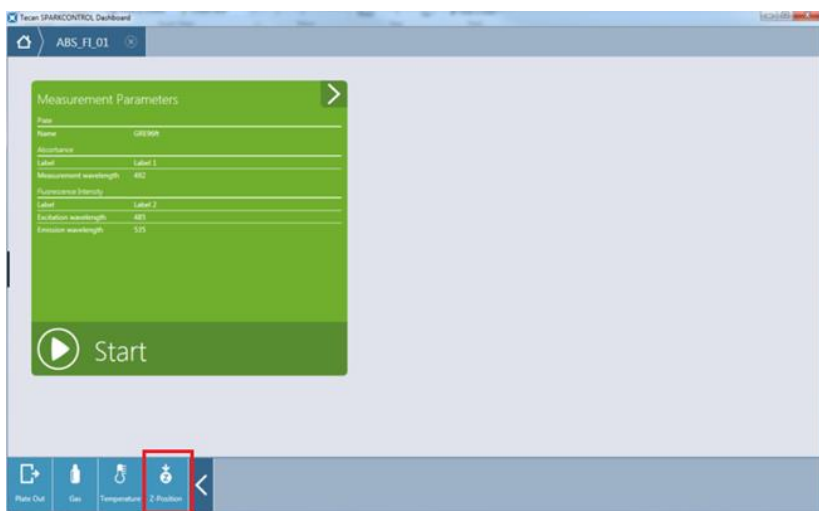 Tecan SPARKCONTROL Dashboard
ABS_FI_01
Measurement Parameters
Plate
Name GRE96ft
Absorbance
Label Label 1
Measurement wavelength 492
Fluorescence Intensity
Label Label 2
Excitation wavelength 485
Emission wavelength 535
Start
Plate Out Gas Temperature Z-Position